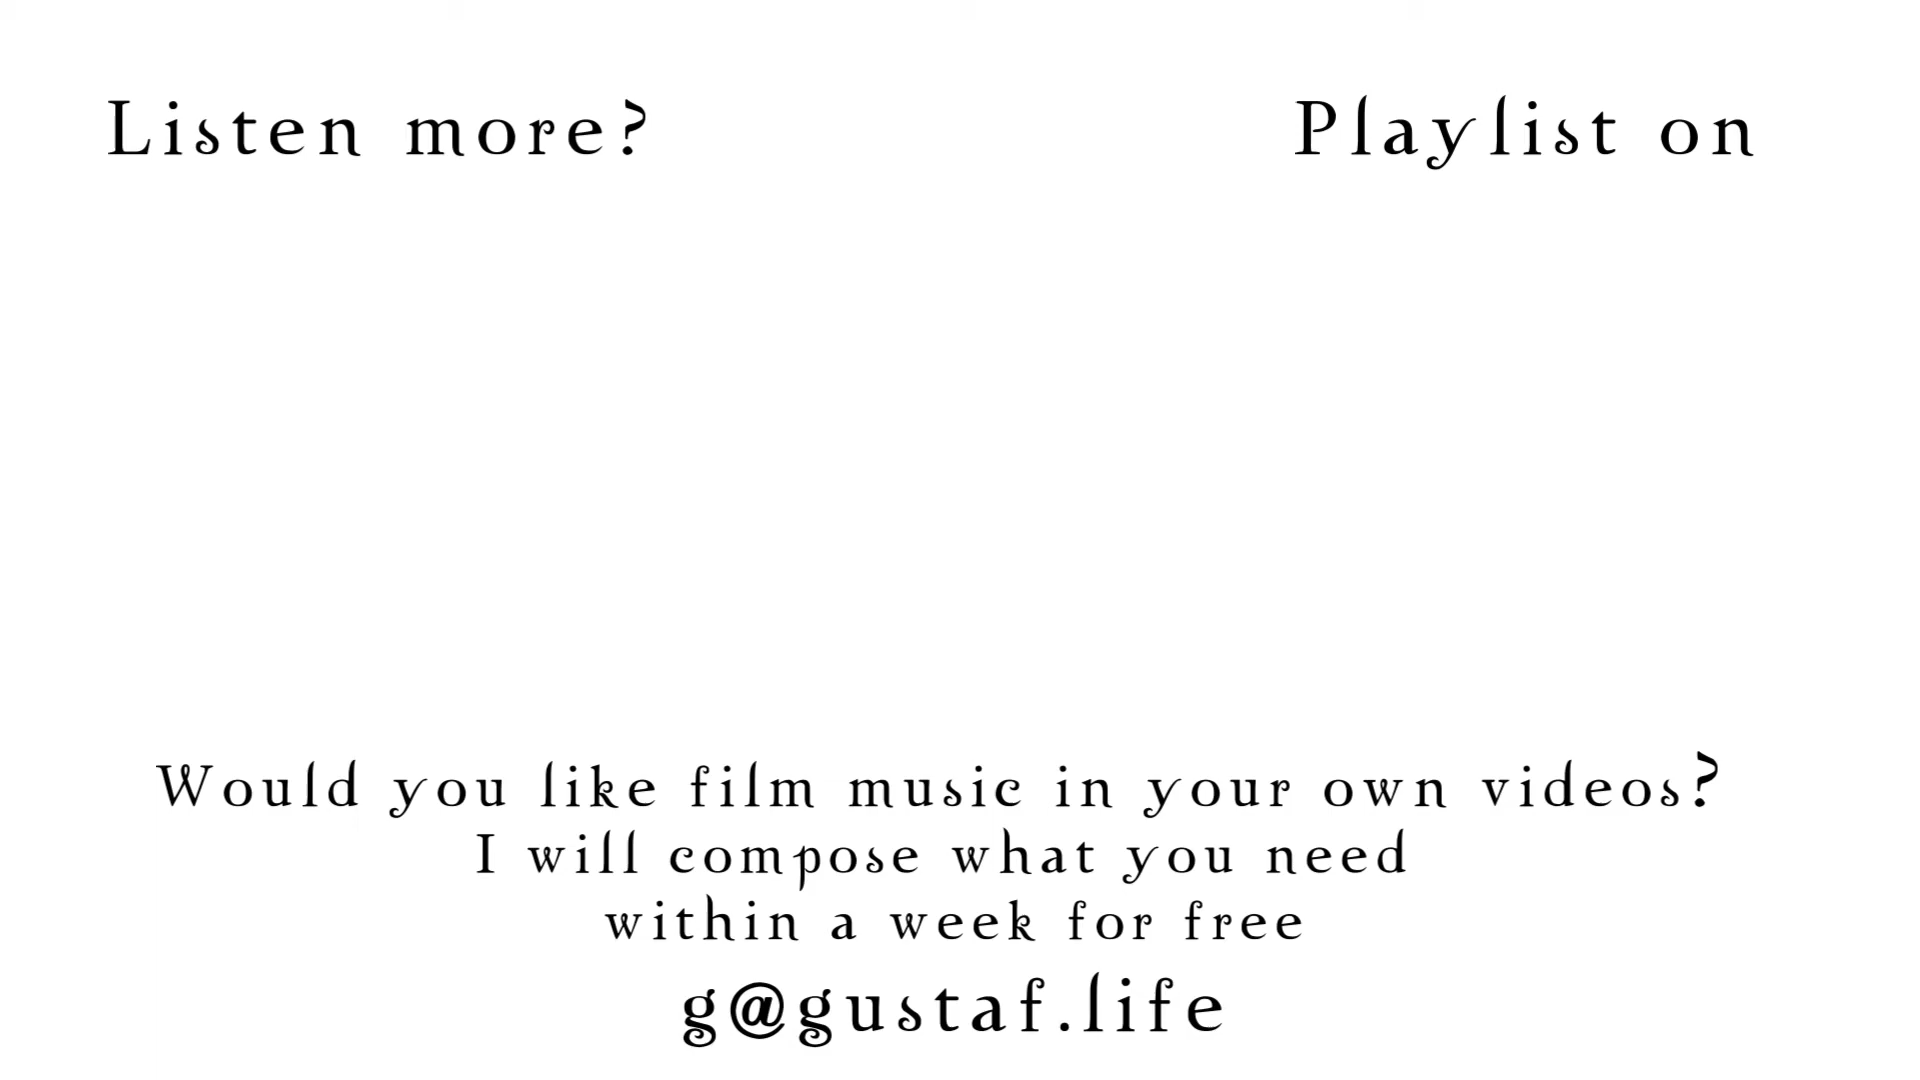 Listen more?
Playlist on
Would you like film music in your own videos?
I will compose what you need
within a week for free
g@gustaf.life